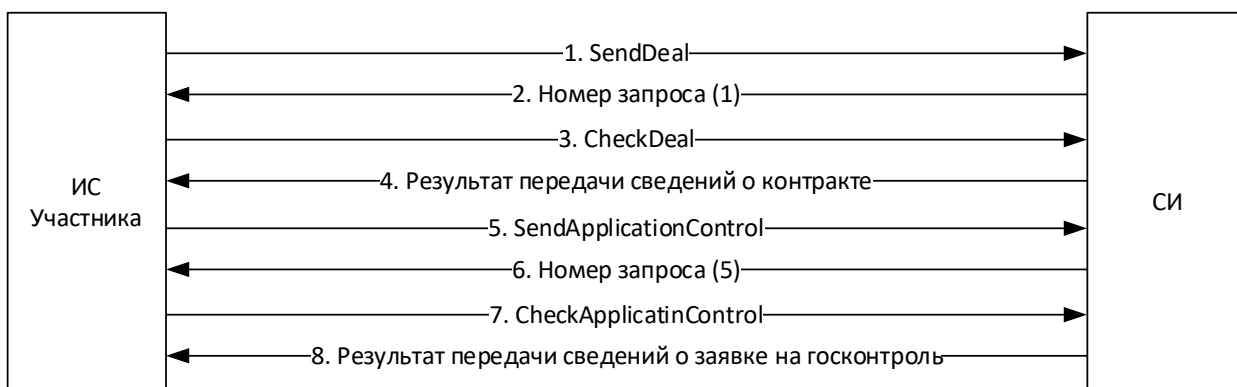 1. SendDeal
2. Номер запроса (1)
3. CheckDeal
4. Результат передачи сведений о контракте
ИС
Участника
СИ
5. SendApplicationControl
6. Номер запроса (5)
7. CheckApplicatinControl
8. Результат передачи сведений о заявке на госконтроль